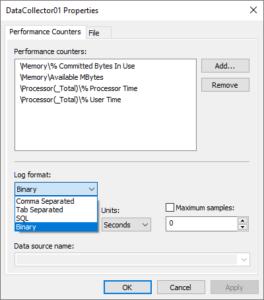 DataCollector01 Properties
Performance Counters File
Performance counters:
\Memory\% Committed Bytes In Use
\Memory\Available MBytes
\Processor(_Total)\% Processor Time
\Processor(_Total)\% User Time
Add...
Remove
Log format:
Binary
Comma Separated
Tab Separated
SQL
Binary
Units:
Seconds
Maximum samples:
0
Data source name:
OK Cancel Apply